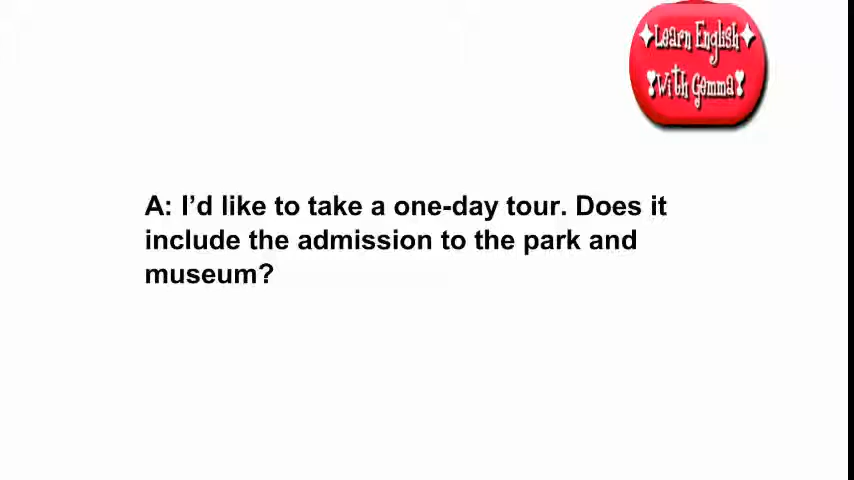 ✦Learn English✦
❣With Gemma❣
A: I’d like to take a one-day tour. Does it
include the admission to the park and
museum?